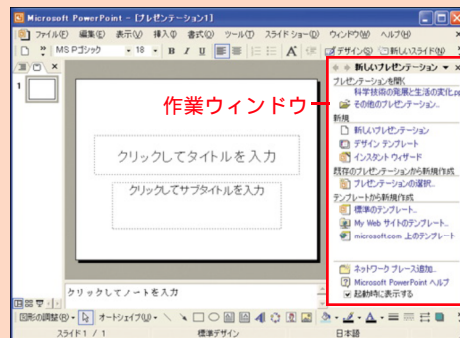 Microsoft PowerPoint - [プレゼンテーション1]
ファイル(F) 編集(E) 表示(V) 挿入(I) 書式(O) ツール(T) スライド ショー(D) ウィンドウ(W) ヘルプ(H)
MS Pゴシック 18 B I U デザイン(S) 新しいスライド(N)
新しいプレゼンテーション
プレゼンテーションを開く
科学技術の発展と生活の変化.pp
その他のプレゼンテーション...
作業ウィンドウ
新規
新しいプレゼンテーション
デザイン テンプレート
インスタント ウィザード
既存のプレゼンテーションから新規作成
プレゼンテーションの選択...
テンプレートから新規作成
標準のテンプレート...
My Web サイトのテンプレート...
microsoft.com 上のテンプレート
1
クリックしてタイトルを入力
クリックしてサブタイトルを入力
ネットワーク プレース追加...
Microsoft PowerPoint ヘルプ
起動時に表示する
クリックしてノートを入力
図形の調整(R) オートシェイプ(U)
スライド 1 / 1 標準デザイン 日本語